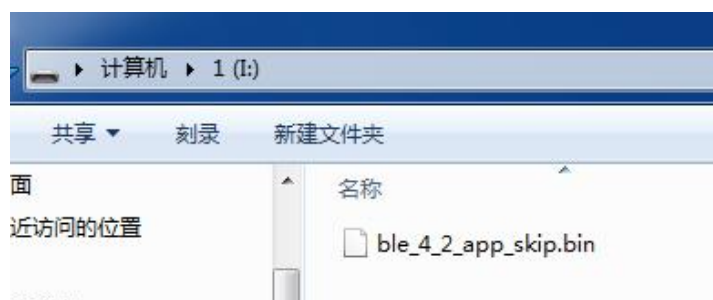 计算机 1 (I:)
共享 刻录 新建文件夹
面
名称
近访问的位置
ble_4_2_app_skip.bin